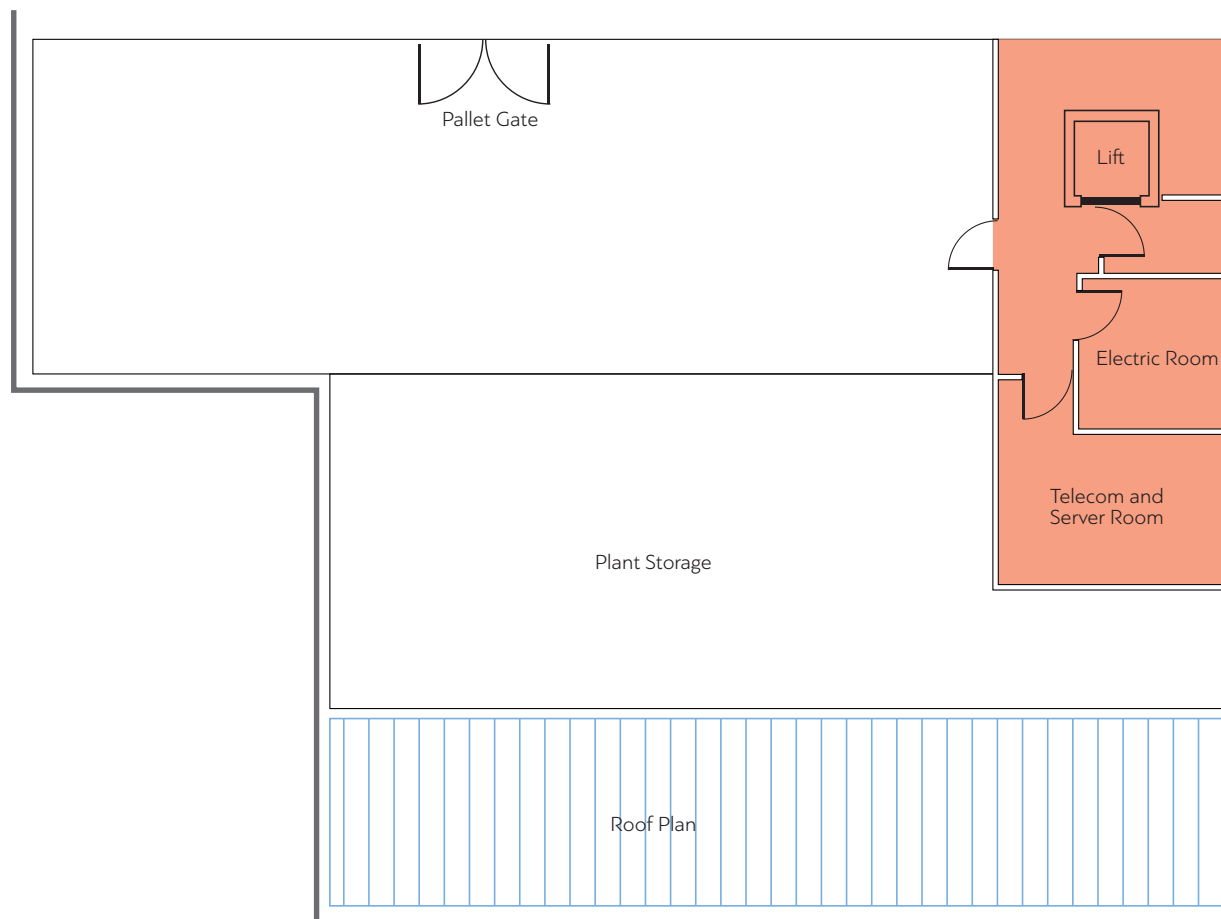 Pallet Gate
Lift
Electric Room
Telecom and
Server Room
Plant Storage
Roof Plan